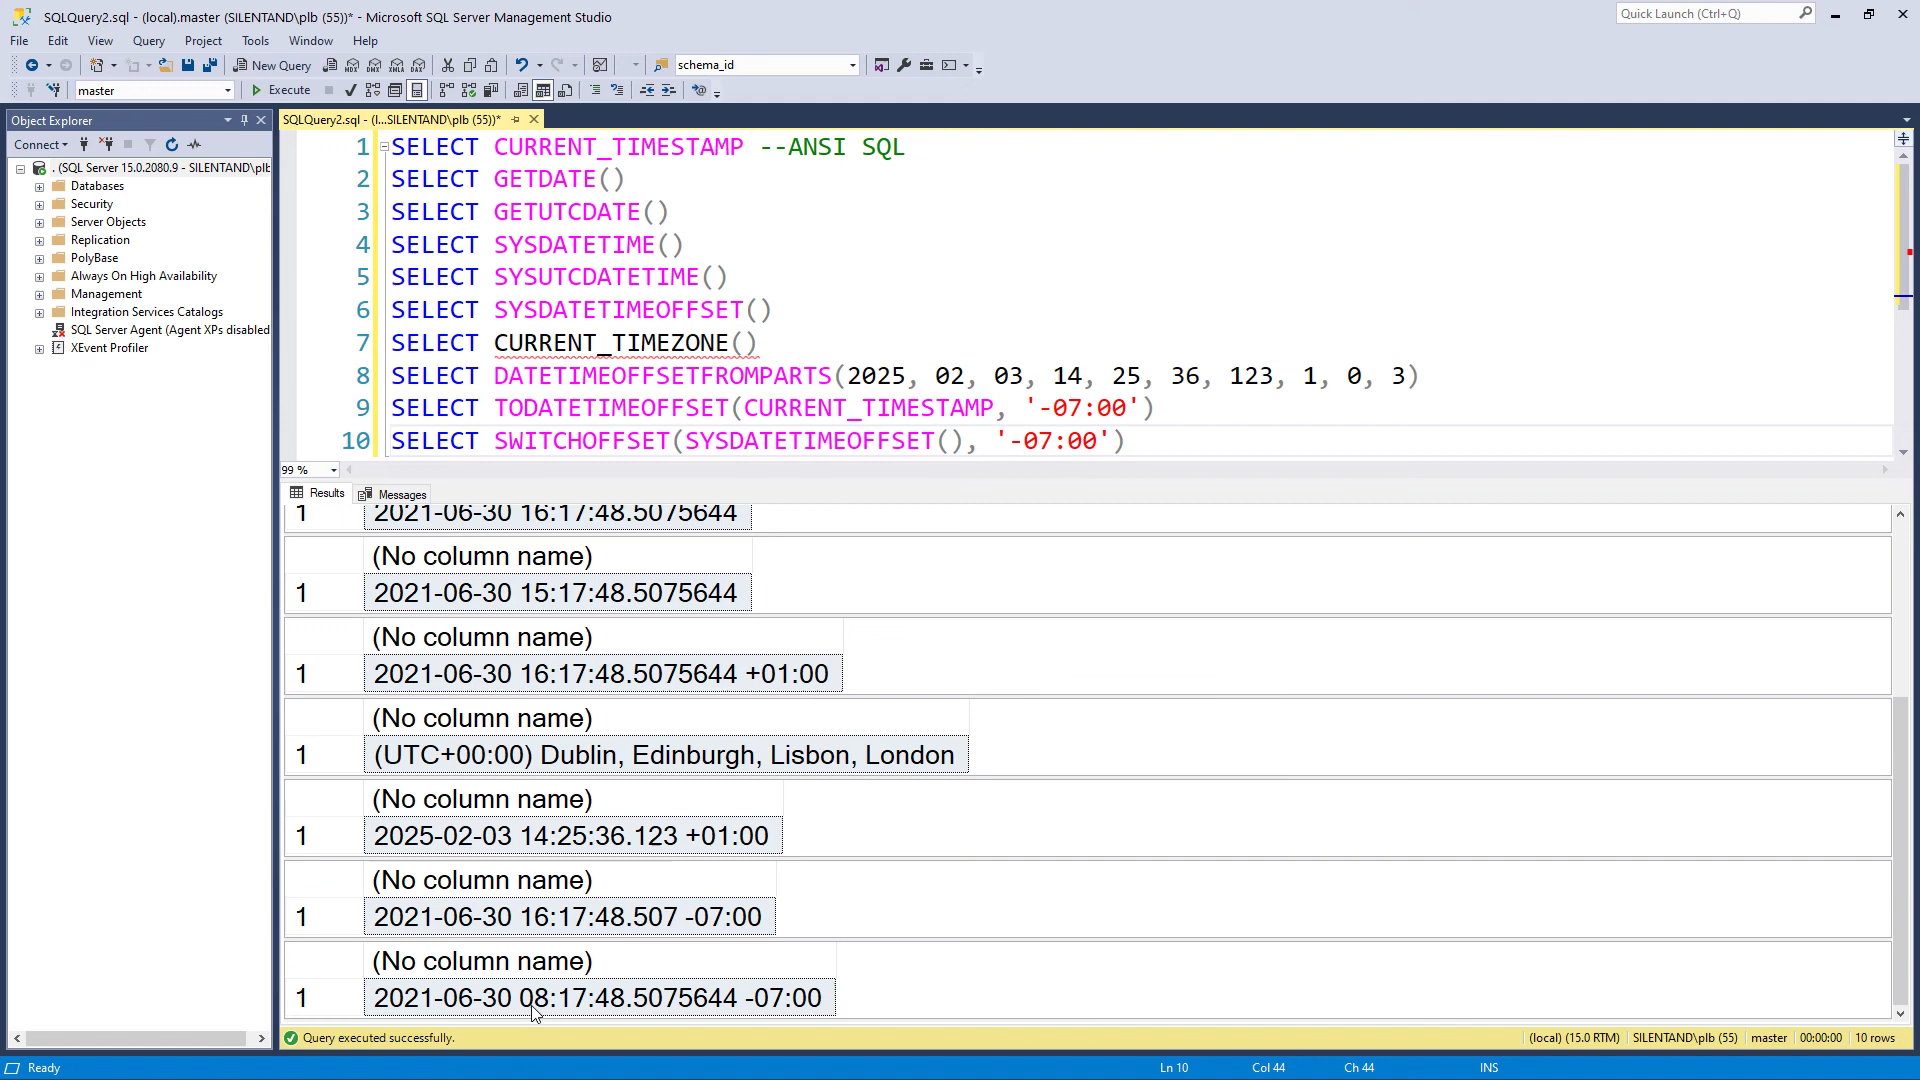 SQLQuery2.sql - (local).master (SILENTAND\plb (55))* - Microsoft SQL Server Management Studio
Quick Launch (Ctrl+Q)
File Edit View Query Project Tools Window Help
New Query
schema_id
master
Execute
Object Explorer
SQLQuery2.sql - (l...SILENTAND\plb (55))*
Connect
. (SQL Server 15.0.2080.9 - SILENTAND\plb
Databases
Security
Server Objects
Replication
PolyBase
Always On High Availability
Management
Integration Services Catalogs
SQL Server Agent (Agent XPs disabled
XEvent Profiler
1 SELECT CURRENT_TIMESTAMP --ANSI SQL
2 SELECT GETDATE()
3 SELECT GETUTCDATE()
4 SELECT SYSDATETIME()
5 SELECT SYSUTCDATETIME()
6 SELECT SYSDATETIMEOFFSET()
7 SELECT CURRENT_TIMEZONE()
8 SELECT DATETIMEOFFSETFROMPARTS(2025, 02, 03, 14, 25, 36, 123, 1, 0, 3)
9 SELECT TODATETIMEOFFSET(CURRENT_TIMESTAMP, '-07:00')
10 SELECT SWITCHOFFSET(SYSDATETIMEOFFSET(), '-07:00')
99 %
Results Messages
1 2021-06-30 16:17:48.5075644
(No column name)
1 2021-06-30 15:17:48.5075644
(No column name)
1 2021-06-30 16:17:48.5075644 +01:00
(No column name)
1 (UTC+00:00) Dublin, Edinburgh, Lisbon, London
(No column name)
1 2025-02-03 14:25:36.123 +01:00
(No column name)
1 2021-06-30 16:17:48.507 -07:00
(No column name)
1 2021-06-30 08:17:48.5075644 -07:00
Query executed successfully.
(local) (15.0 RTM) SILENTAND\plb (55) master 00:00:00 10 rows
Ready
Ln 10 Col 44 Ch 44 INS